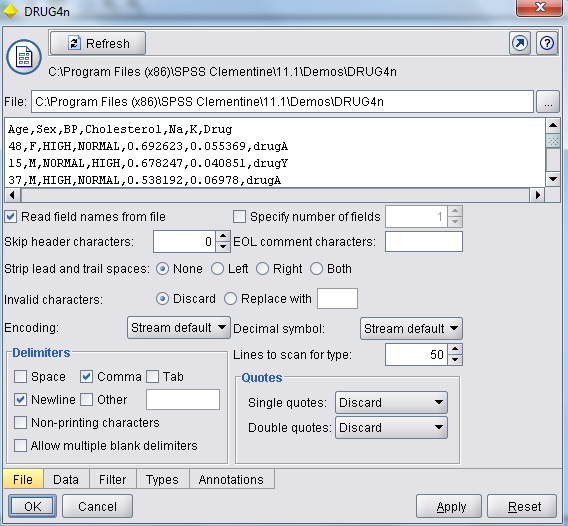 DRUG4n
Refresh
C:\Program Files (x86)\SPSS Clementine\11.1\Demos\DRUG4n
File: C:\Program Files (x86)\SPSS Clementine\11.1\Demos\DRUG4n ...
Age,Sex,BP,Cholesterol,Na,K,Drug
48,F,HIGH,NORMAL,0.692623,0.055369,drugA
15,M,NORMAL,HIGH,0.678247,0.040851,drugY
37,M,HIGH,NORMAL,0.538192,0.06978,drugA
Read field names from file Specify number of fields 1
Skip header characters: 0 EOL comment characters:
Strip lead and trail spaces: None Left Right Both
Invalid characters: Discard Replace with
Encoding: Stream default Decimal symbol: Stream default
Delimiters Lines to scan for type: 50
Space Comma Tab Quotes
Newline Other Single quotes: Discard
Non-printing characters Double quotes: Discard
Allow multiple blank delimiters
File Data Filter Types Annotations
OK Cancel Apply Reset